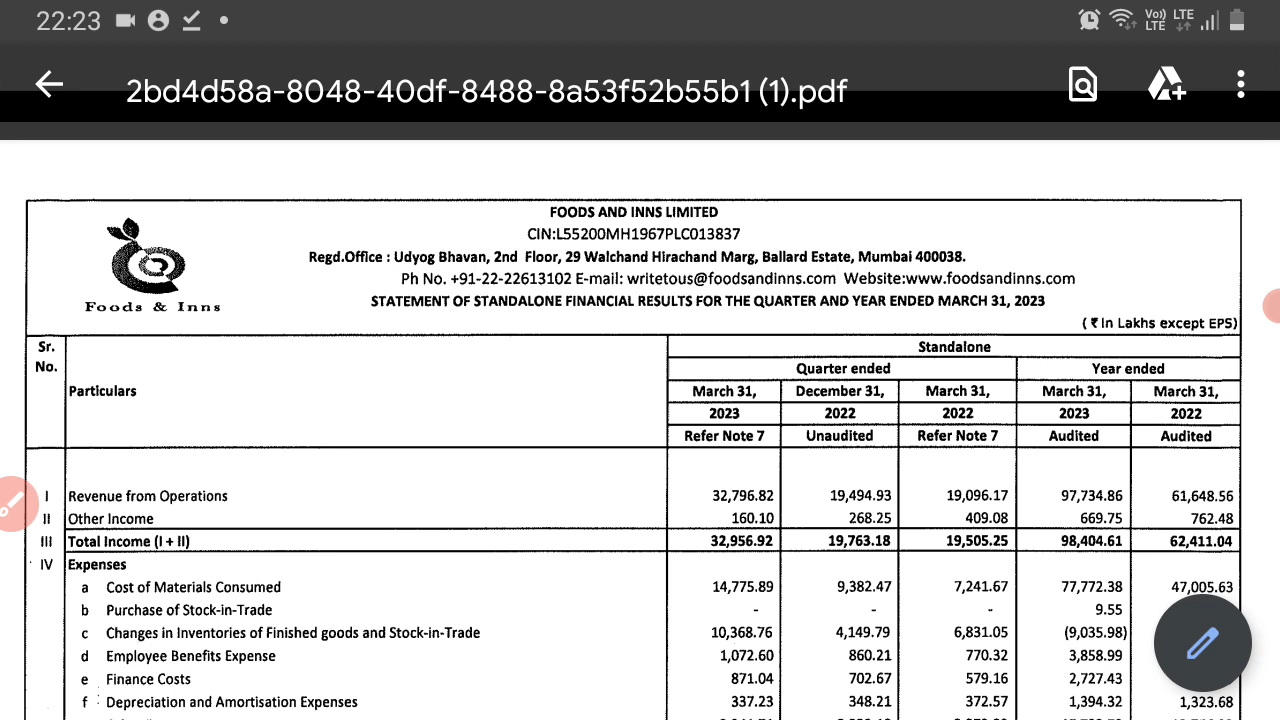 22:23 Vo)) LTE LTE
2bd4d58a-8048-40df-8488-8a53f52b55b1 (1).pdf
FOODS AND INNS LIMITED
CIN:L55200MH1967PLC013837
Regd.Office : Udyog Bhavan, 2nd Floor, 29 Walchand Hirachand Marg, Ballard Estate, Mumbai 400038.
Ph No. +91-22-22613102 E-mail: writetous@foodsandinns.com Website:www.foodsandinns.com
Foods & Inns
STATEMENT OF STANDALONE FINANCIAL RESULTS FOR THE QUARTER AND YEAR ENDED MARCH 31, 2023
( ₹ In Lakhs except EPS)
Sr. No. Particulars Standalone
Quarter ended Year ended
March 31, December 31, March 31, March 31, March 31,
2023 2022 2022 2023 2022
Refer Note 7 Unaudited Refer Note 7 Audited Audited
I Revenue from Operations 32,796.82 19,494.93 19,096.17 97,734.86 61,648.56
II Other Income 160.10 268.25 409.08 669.75 762.48
III Total Income (I + II) 32,956.92 19,763.18 19,505.25 98,404.61 62,411.04
IV Expenses
a Cost of Materials Consumed 14,775.89 9,382.47 7,241.67 77,772.38 47,005.63
b Purchase of Stock-in-Trade - - - 9.55
c Changes in Inventories of Finished goods and Stock-in-Trade 10,368.76 4,149.79 6,831.05 (9,035.98)
d Employee Benefits Expense 1,072.60 860.21 770.32 3,858.99
e Finance Costs 871.04 702.67 579.16 2,727.43
f Depreciation and Amortisation Expenses 337.23 348.21 372.57 1,394.32 1,323.68